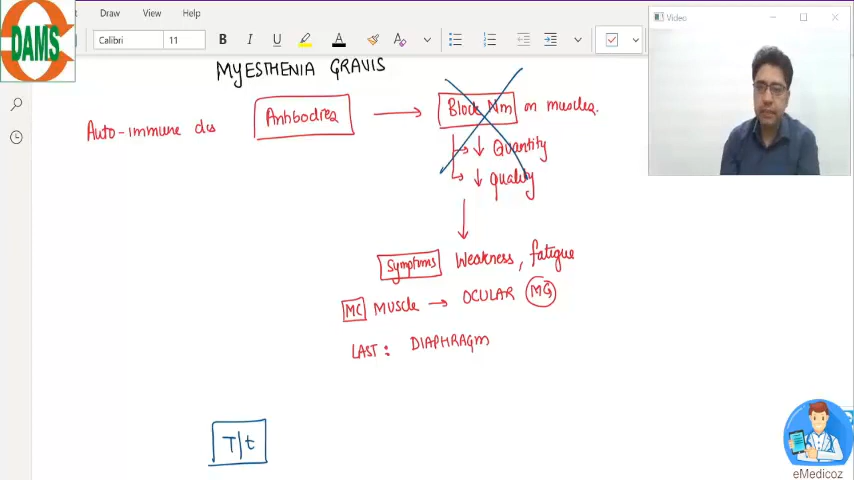 DAMS
Draw View Help
Video
Calibri 11 B I U A A
MYESTHENIA GRAVIS
Auto-immune dis Antibodies → Block Nm on muscles.
↓ Quantity
↓ Quality
Symptoms Weakness, fatigue
MC MUSCLE → OCULAR MG
LAST: DIAPHRAGM
T/t
eMedicoz